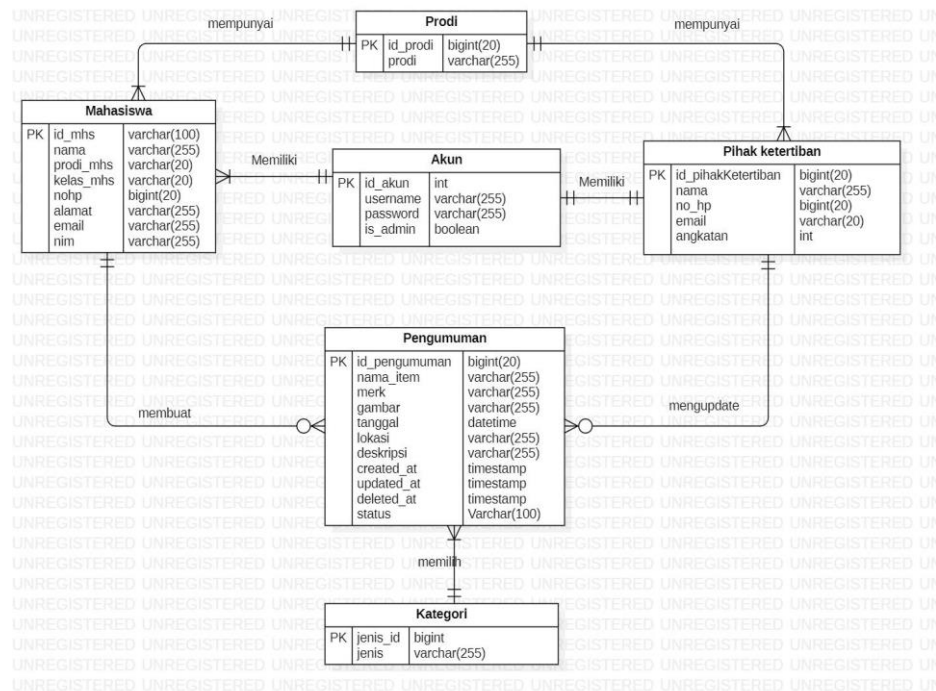 Prodi
PK id_prodi bigint(20)
prodi varchar(255)
mempunyai
mempunyai
Mahasiswa
PK id_mhs varchar(100)
nama varchar(255)
prodi_mhs varchar(20)
kelas_mhs varchar(20)
nohp bigint(20)
alamat varchar(255)
email varchar(255)
nim varchar(255)
Memiliki
Akun
PK id_akun int
username varchar(255)
password varchar(255)
is_admin boolean
Memiliki
Pihak ketertiban
PK id_pihakKetertiban bigint(20)
nama varchar(255)
no_hp bigint(20)
email varchar(20)
angkatan int
Pengumuman
PK id_pengumuman bigint(20)
nama_item varchar(255)
merk varchar(255)
gambar varchar(255)
tanggal datetime
lokasi varchar(255)
deskripsi varchar(255)
created_at timestamp
updated_at timestamp
deleted_at timestamp
status Varchar(100)
membuat
mengupdate
memilih
Kategori
PK jenis_id bigint
jenis varchar(255)
UNREGISTERED